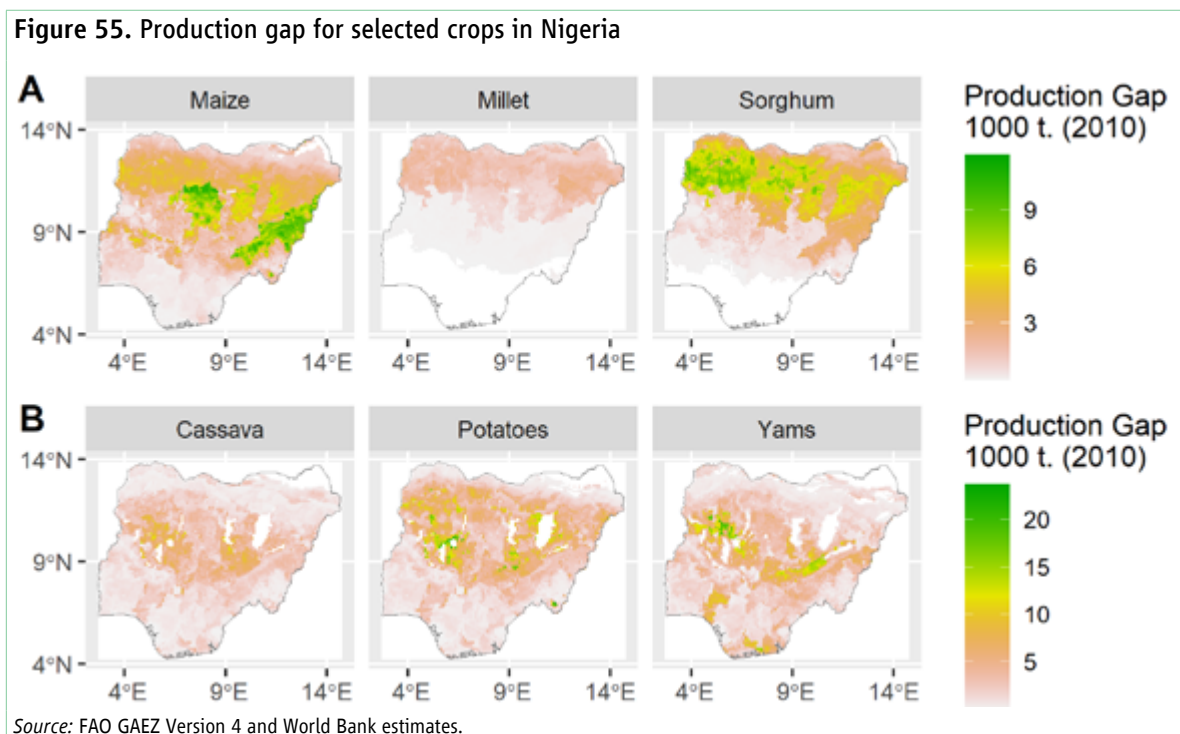 Figure 55. Production gap for selected crops in Nigeria
A
Maize
Millet
Sorghum
14°N
9°N
4°N
4°E 9°E 14°E 4°E 9°E 14°E 4°E 9°E 14°E
Production Gap
1000 t. (2010)
9
6
3
B
Cassava
Potatoes
Yams
14°N
9°N
4°N
4°E 9°E 14°E 4°E 9°E 14°E 4°E 9°E 14°E
Production Gap
1000 t. (2010)
20
15
10
5
Source: FAO GAEZ Version 4 and World Bank estimates.